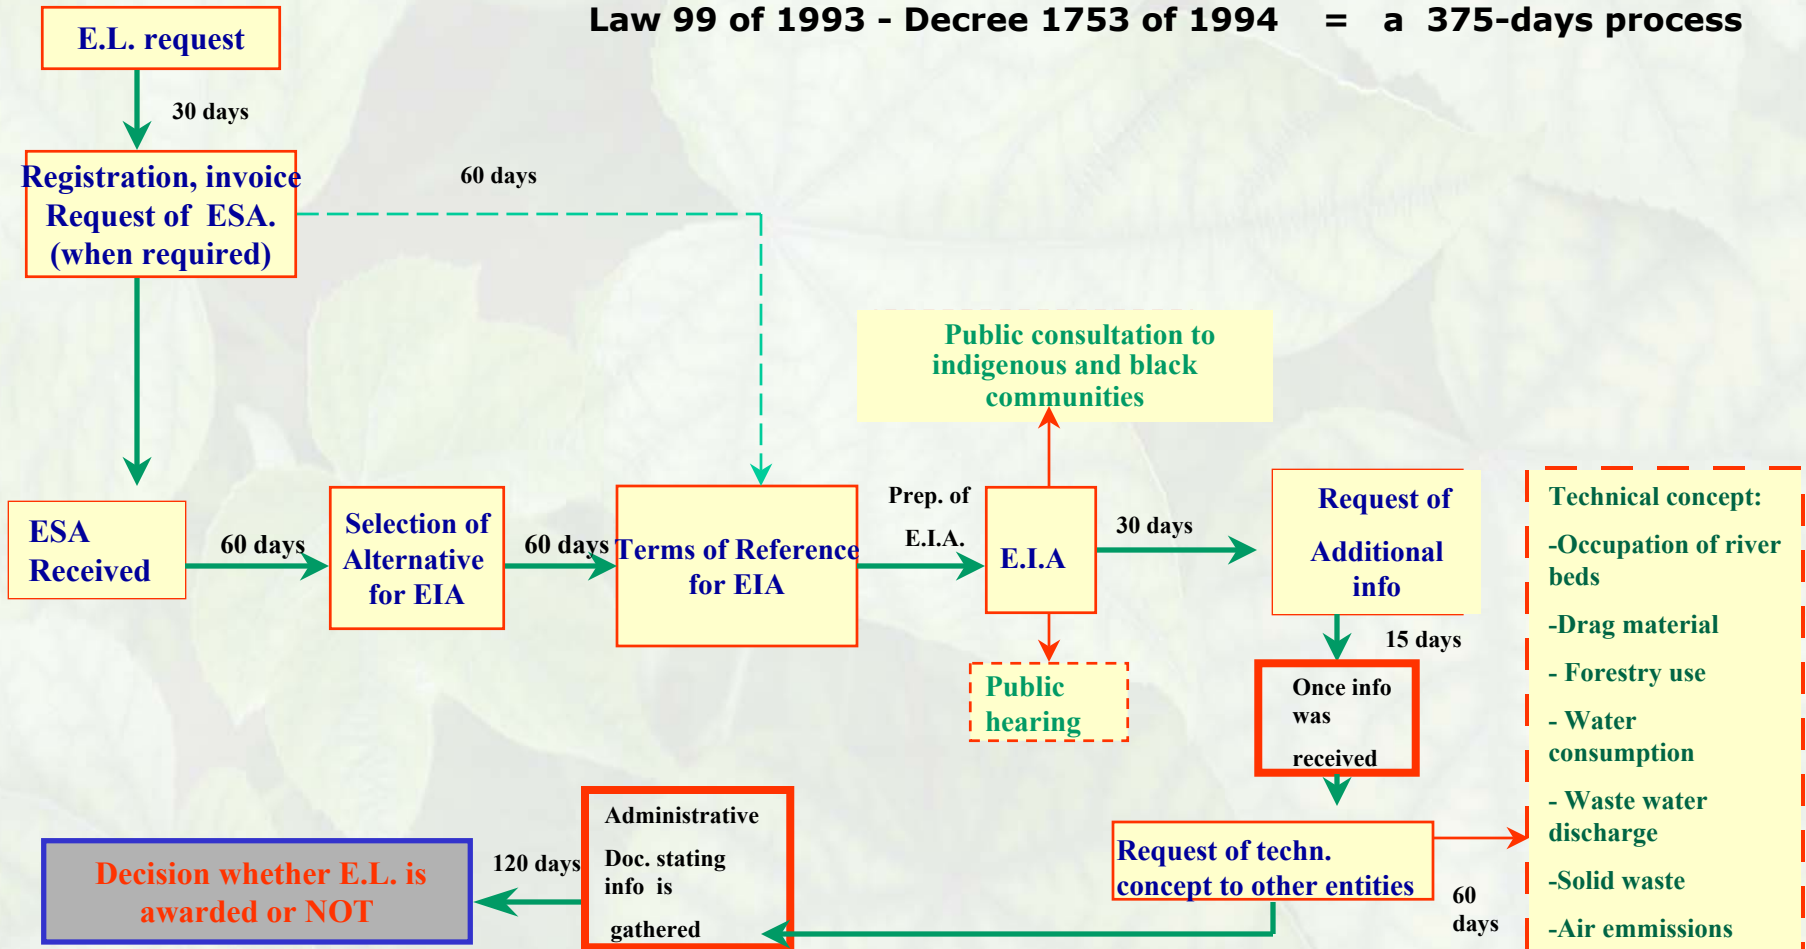 Law 99 of 1993 - Decree 1753 of 1994 = a 375-days process
E.L. request
30 days
Registration, invoice
Request of ESA.
(when required)
60 days
ESA
Received
60 days
Selection of
Alternative
for EIA
60 days
Terms of Reference
for EIA
Prep. of
E.I.A.
E.I.A
Public consultation to
indigenous and black
communities
Public
hearing
30 days
Request of
Additional
info
15 days
Once info
was
received
Request of techn.
concept to other entities
Technical concept:
-Occupation of river
beds
-Drag material
- Forestry use
- Water
consumption
- Waste water
discharge
-Solid waste
-Air emmissions
60
days
Administrative
Doc. stating
info is
gathered
120 days
Decision whether E.L. is
awarded or NOT